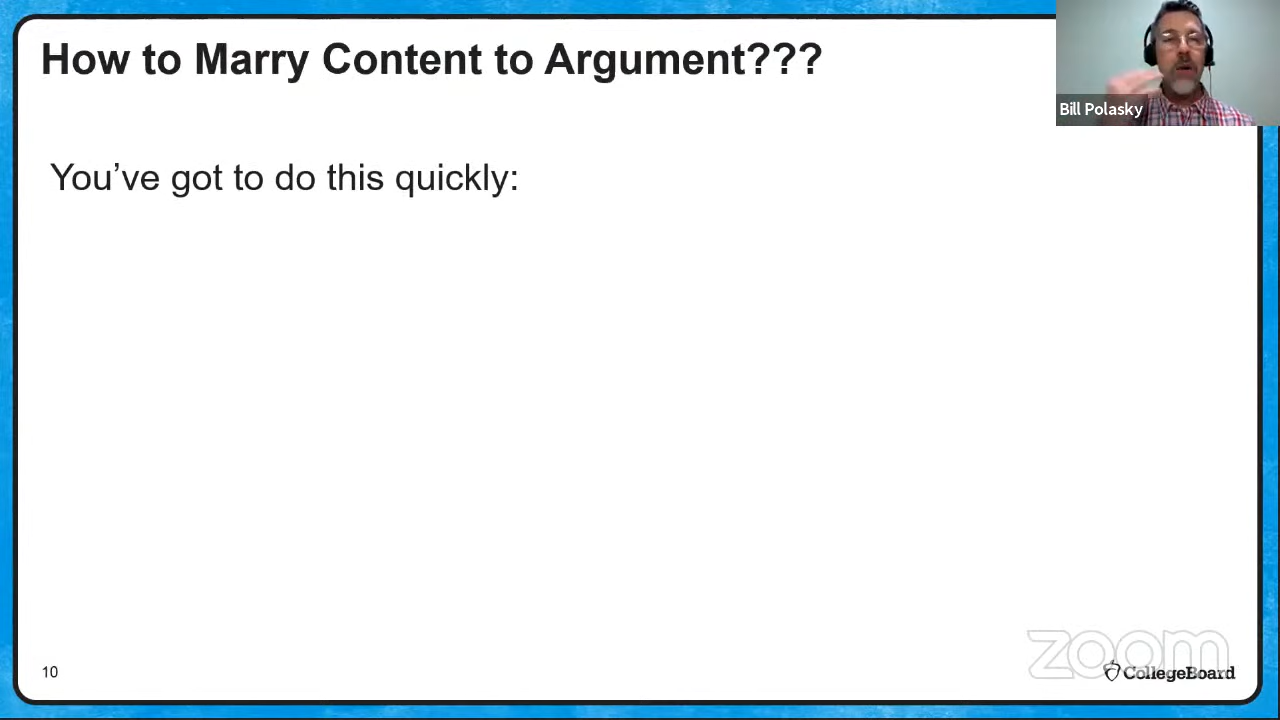 How to Marry Content to Argument???
Bill Polasky
You’ve got to do this quickly:
zoom
10
CollegeBoard